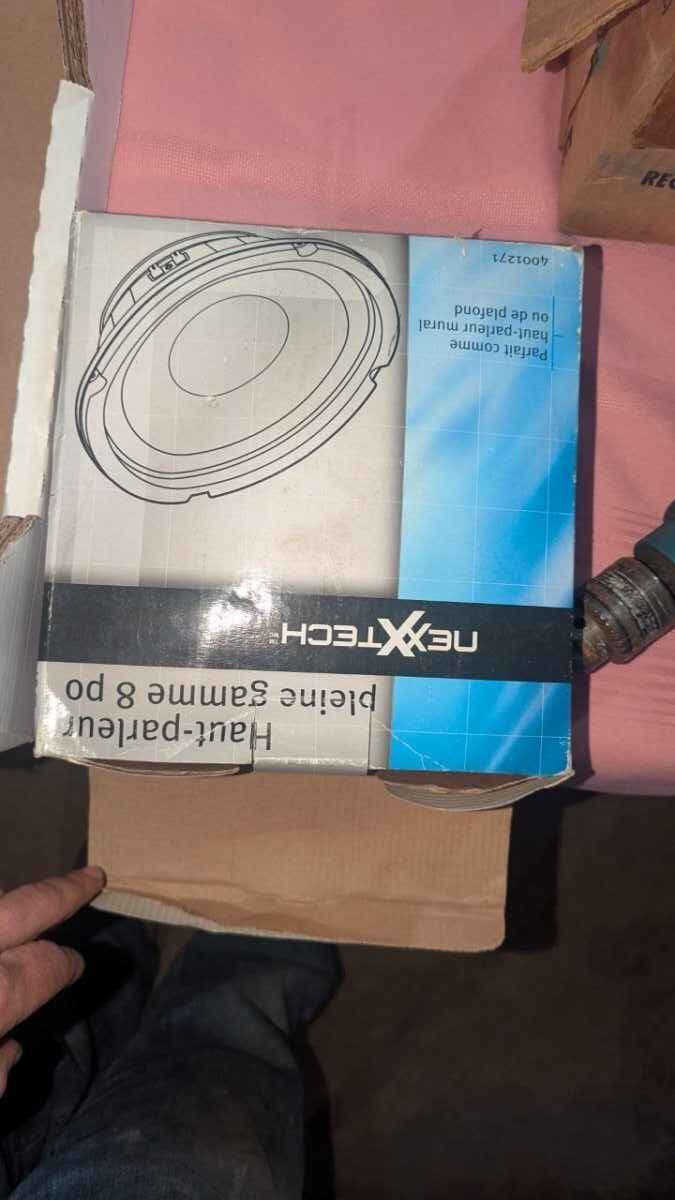 Haut-parleur
pleine gamme 8 po
NEXXTECH
Parfait comme
haut-parleur mural
ou de plafond
4001271